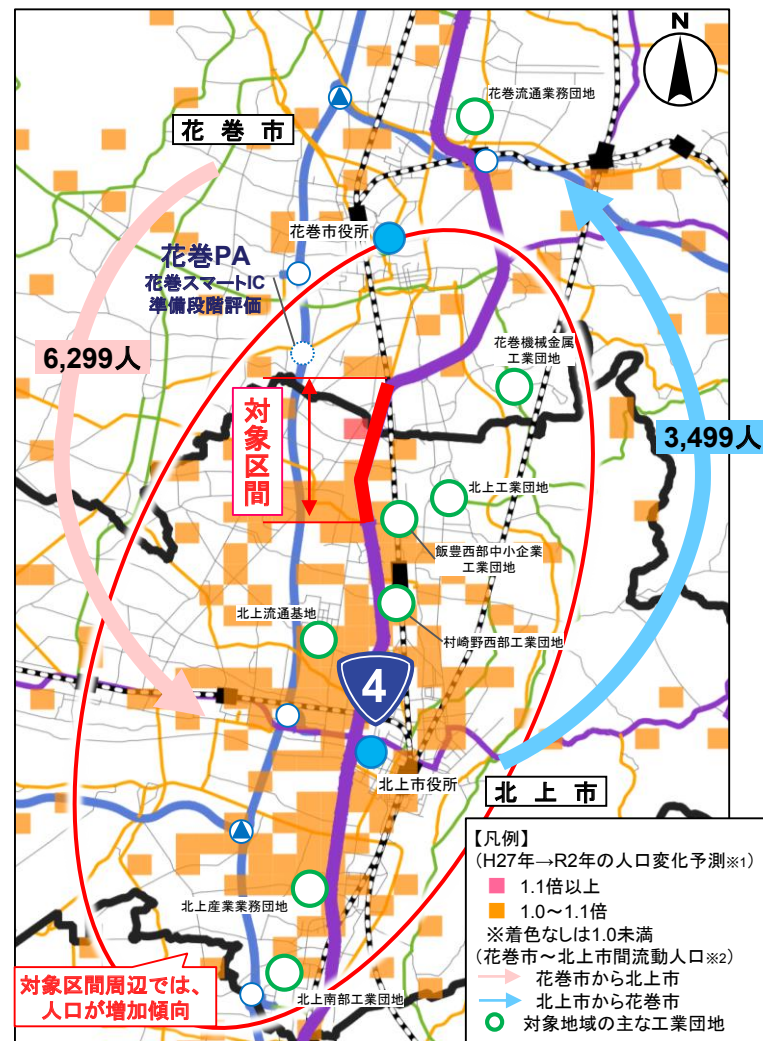 N
花巻流通業務団地
花巻市
花巻市役所
花巻PA
花巻スマートIC
準備段階評価
花巻機械金属
工業団地
6,299人
対象区間
3,499人
北上工業団地
飯豊西部中小企業
工業団地
北上流通基地
村崎野西部工業団地
4
北上市役所
北上市
北上産業業務団地
対象区間周辺では、
人口が増加傾向
北上南部工業団地
【凡例】
(H27年→R2年の人口変化予測※1)
1.1倍以上
1.0～1.1倍
※着色なしは1.0未満
(花巻市～北上市間流動人口※2)
花巻市から北上市
北上市から花巻市
対象地域の主な工業団地